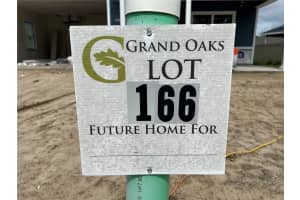 GRAND OAKS
LOT
166
FUTURE HOME FOR